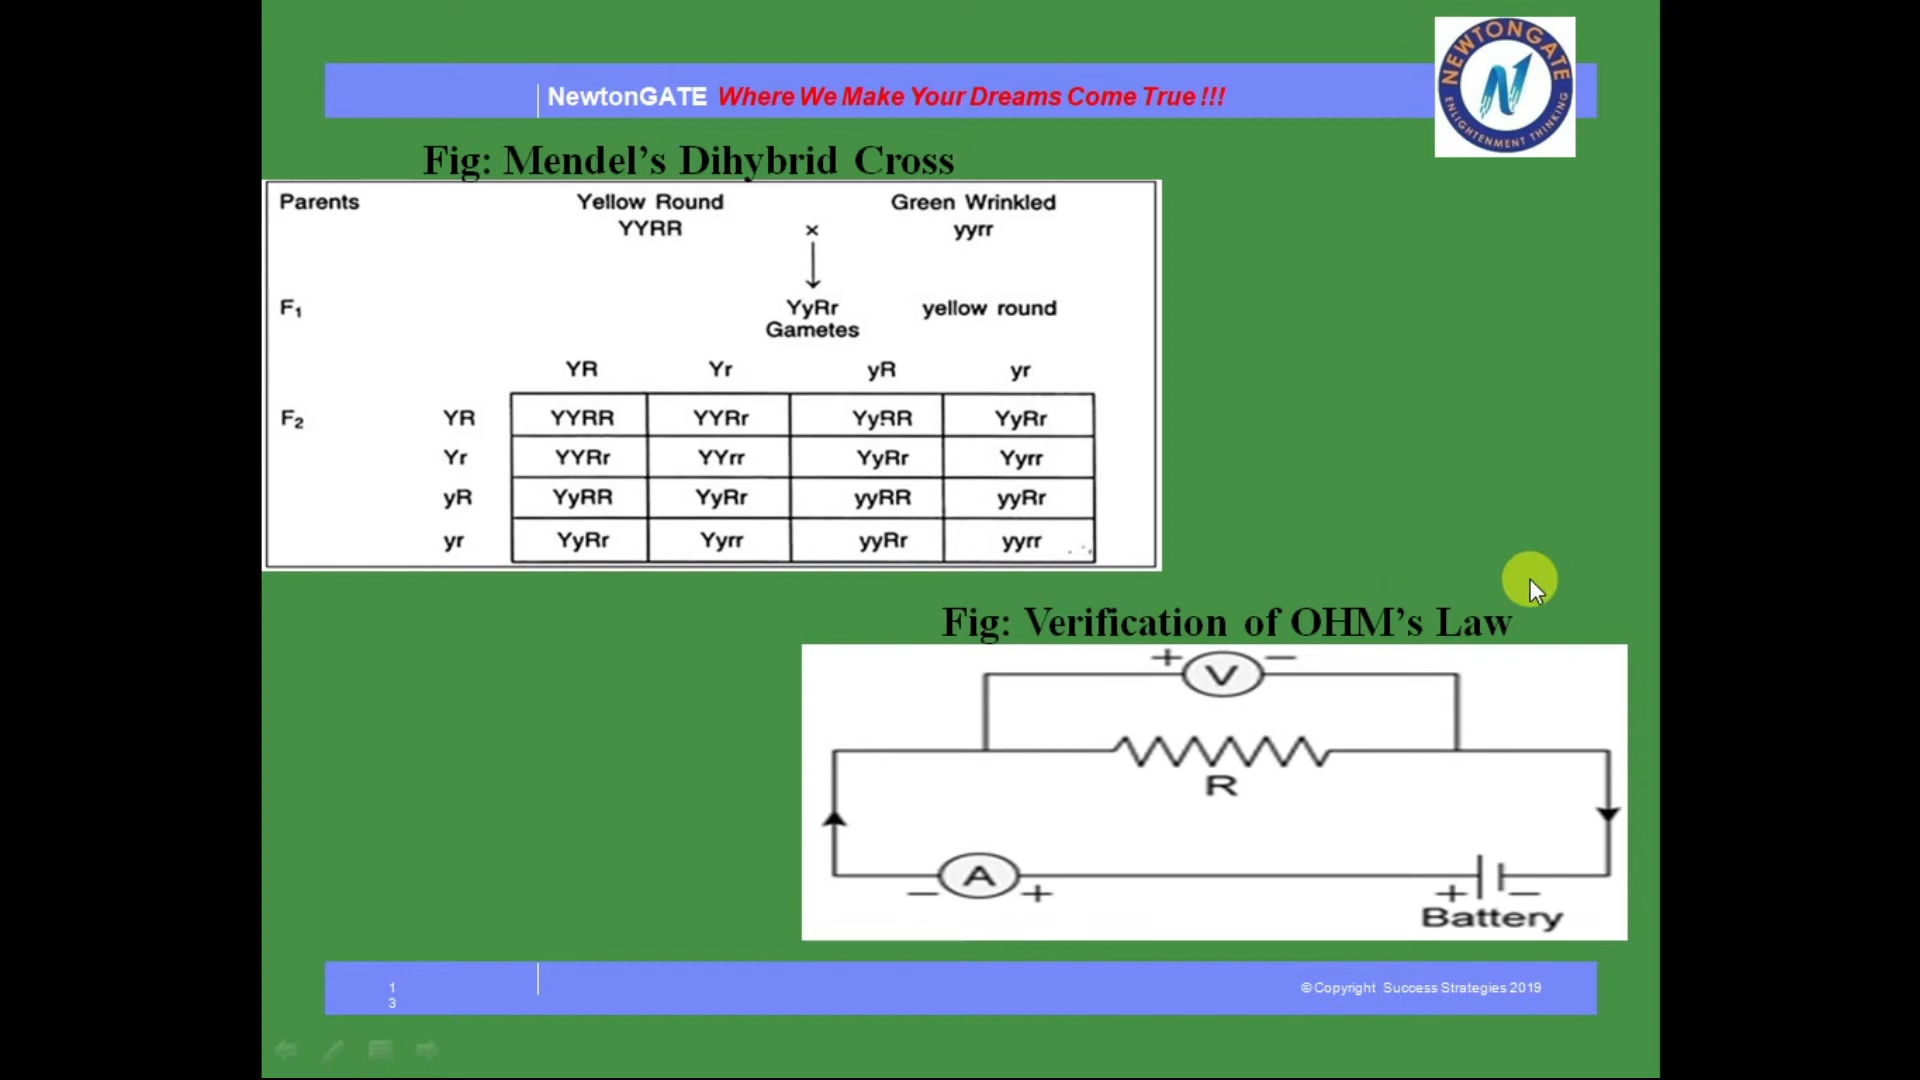 NEWTONGATE
ENLIGHTENMENT THINKING
NewtonGATE Where We Make Your Dreams Come True !!!
Fig: Mendel’s Dihybrid Cross
Parents Yellow Round Green Wrinkled
YYRR × yyrr
F₁ YyRr yellow round
Gametes
YR Yr yR yr
F₂ YR YYRR YYRr YyRR YyRr
Yr YYRr YYrr YyRr Yyrr
yR YyRR YyRr yyRR yyRr
yr YyRr Yyrr yyRr yyrr
Fig: Verification of OHM’s Law
+ V −
R
− A +
+ −
Battery
1
3
©Copyright Success Strategies 2019